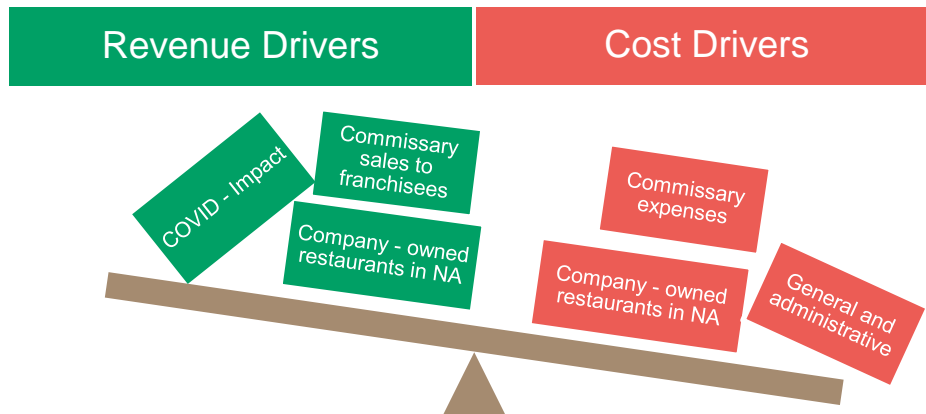 Revenue Drivers
Cost Drivers
COVID - Impact
Commissary
sales to
franchisees
Company - owned
restaurants in NA
Commissary
expenses
Company - owned
restaurants in NA
General and
administrative